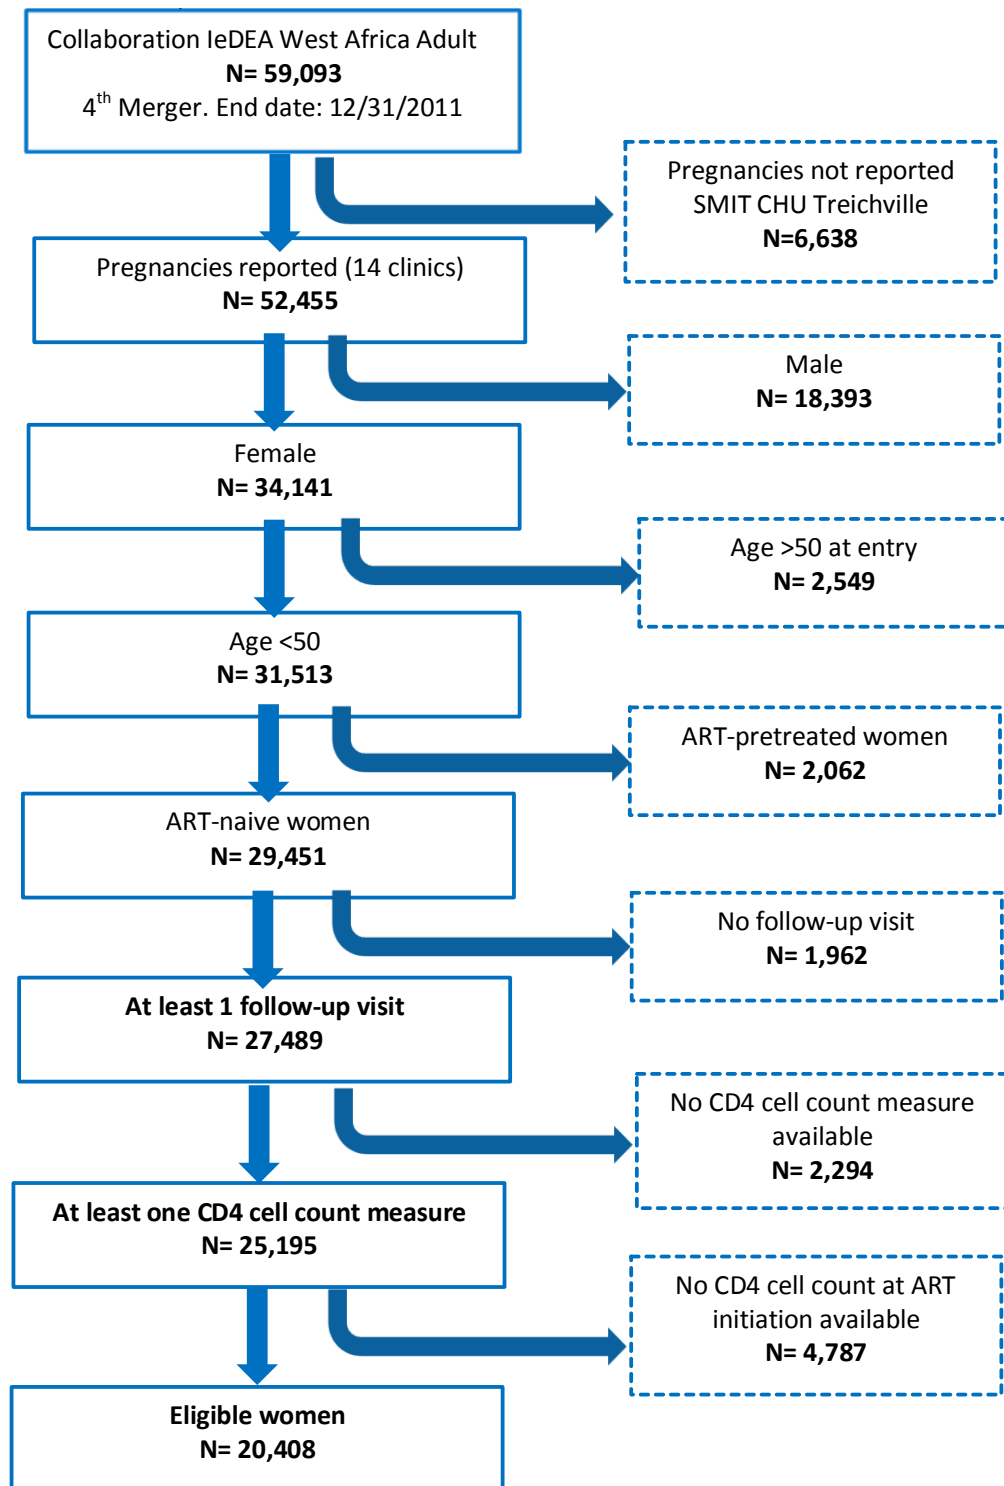 Collaboration IeDEA West Africa Adult
N= 59,093
4th Merger. End date: 12/31/2011
Pregnancies not reported
SMIT CHU Treichville
N=6,638
Pregnancies reported (14 clinics)
N= 52,455
Male
N= 18,393
Female
N= 34,141
Age >50 at entry
N= 2,549
Age <50
N= 31,513
ART-pretreated women
N= 2,062
ART-naive women
N= 29,451
No follow-up visit
N= 1,962
At least 1 follow-up visit
N= 27,489
No CD4 cell count measure
available
N= 2,294
At least one CD4 cell count measure
N= 25,195
No CD4 cell count at ART
initiation available
N= 4,787
Eligible women
N= 20,408